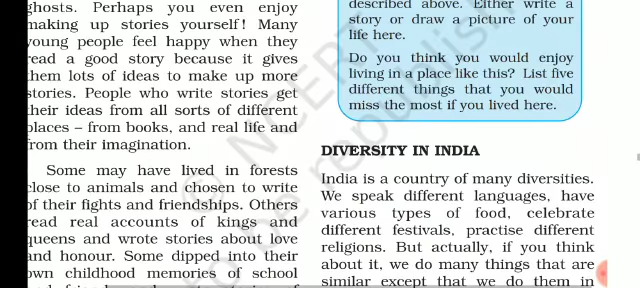 ghosts. Perhaps you even enjoy
making up stories yourself! Many
young people feel happy when they
read a good story because it gives
them lots of ideas to make up more
stories. People who write stories get
their ideas from all sorts of different
places – from books, and real life and
from their imagination.
Some may have lived in forests
close to animals and chosen to write
of their fights and friendships. Others
read real accounts of kings and
queens and wrote stories about love
and honour. Some dipped into their
own childhood memories of school
described above. Either write a
story or draw a picture of your
life here.
Do you think you would enjoy
living in a place like this? List five
different things that you would
miss the most if you lived here.
DIVERSITY IN INDIA
India is a country of many diversities.
We speak different languages, have
various types of food, celebrate
different festivals, practise different
religions. But actually, if you think
about it, we do many things that are
similar except that we do them in
© NCERT
be republish